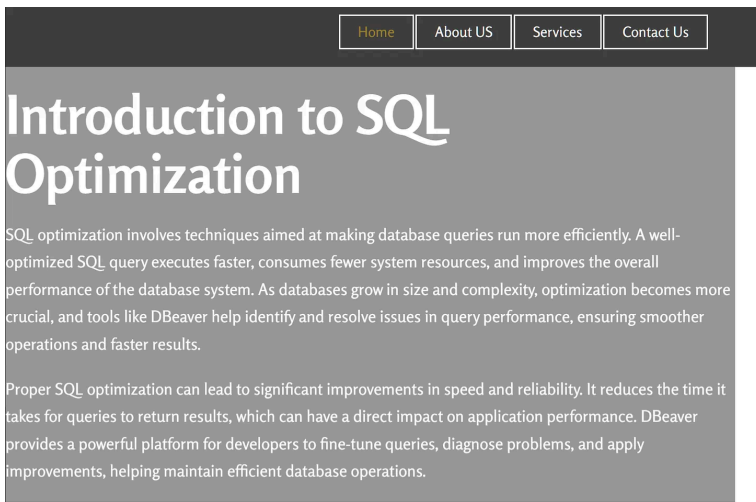 Home About US Services Contact Us
Introduction to SQL
Optimization
SQL optimization involves techniques aimed at making database queries run more efficiently. A well-
optimized SQL query executes faster, consumes fewer system resources, and improves the overall
performance of the database system. As databases grow in size and complexity, optimization becomes more
crucial, and tools like DBeaver help identify and resolve issues in query performance, ensuring smoother
operations and faster results.
Proper SQL optimization can lead to significant improvements in speed and reliability. It reduces the time it
takes for queries to return results, which can have a direct impact on application performance. DBeaver
provides a powerful platform for developers to fine-tune queries, diagnose problems, and apply
improvements, helping maintain efficient database operations.